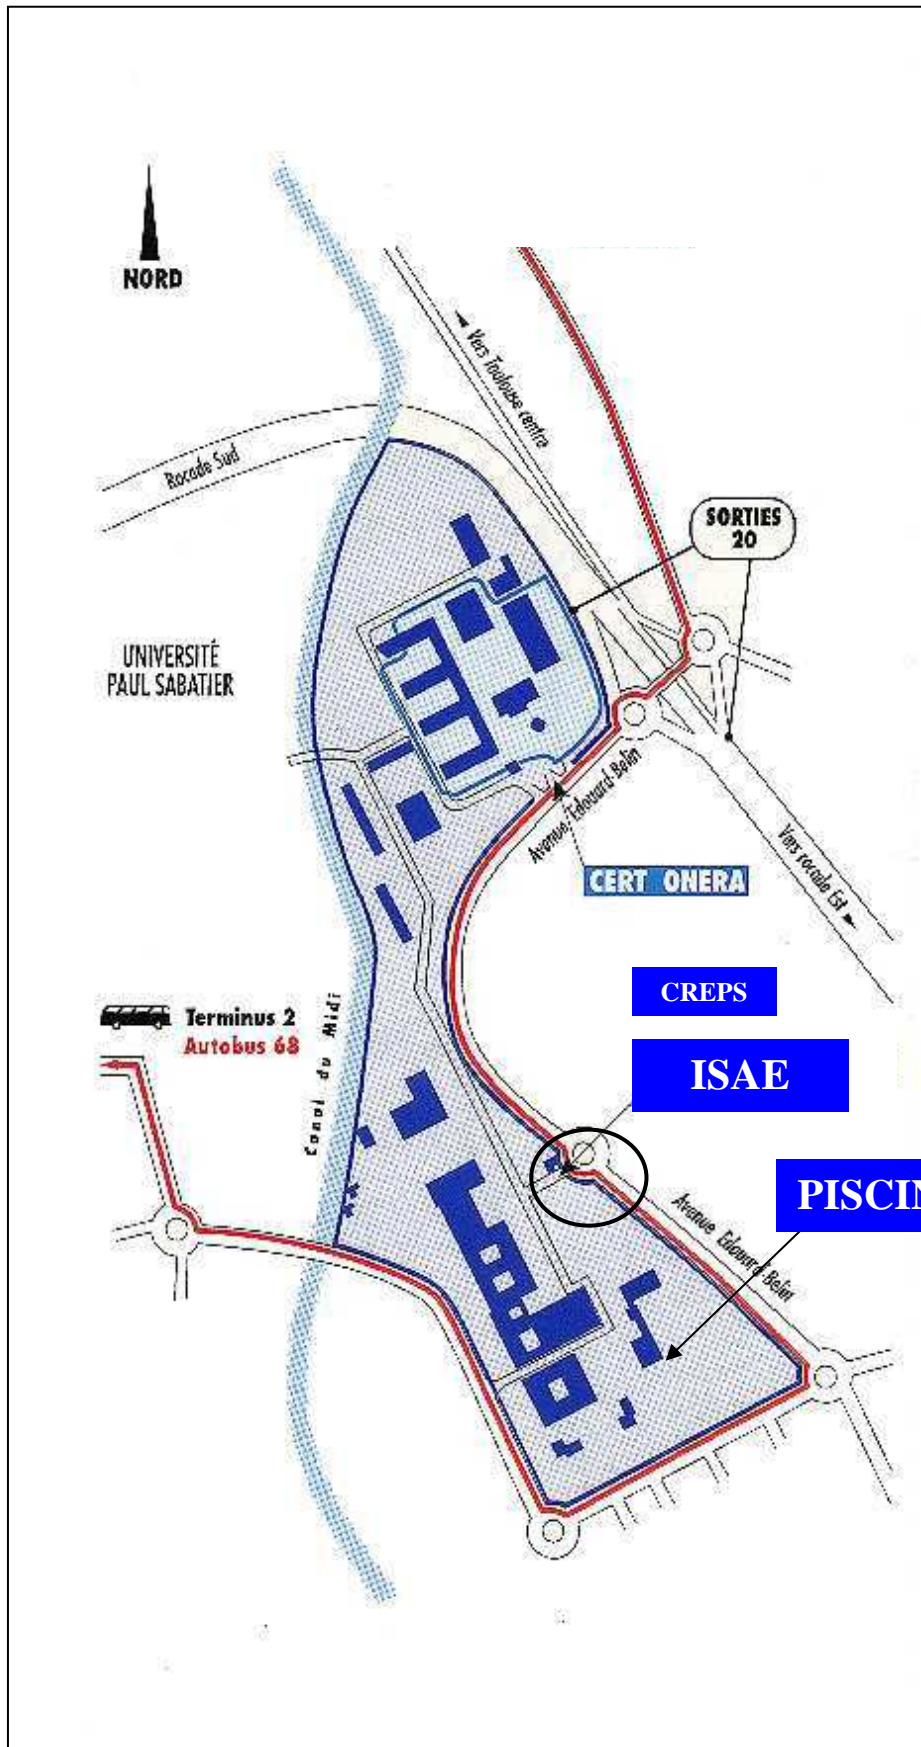 NORD
Vers Toulouse centre
Rocade Sud
SORTIES
20
UNIVERSITÉ
PAUL SABATIER
Avenue Edouard-Belin
CERT ONERA
Vers rocade Est
CREPS
Terminus 2
Autobus 68
Canal du Midi
ISAE
PISCIN
Avenue Edouard-Belin